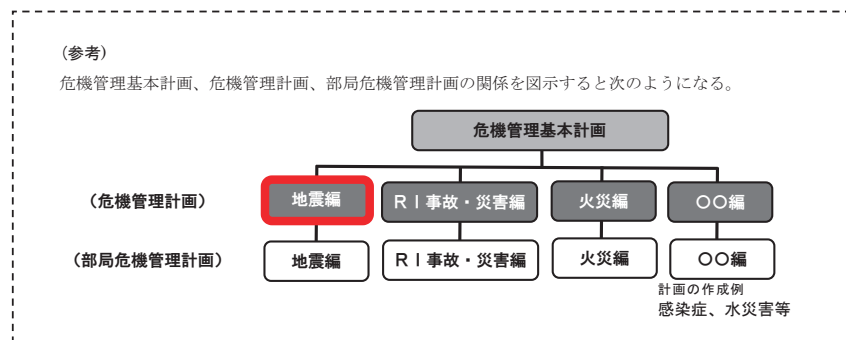 (参考)
危機管理基本計画、危機管理計画、部局危機管理計画の関係を図示すると次のようになる。
危機管理基本計画
(危機管理計画) 地震編 RI事故・災害編 火災編 〇〇編
(部局危機管理計画) 地震編 RI事故・災害編 火災編 〇〇編
計画の作成例
感染症、水災害等